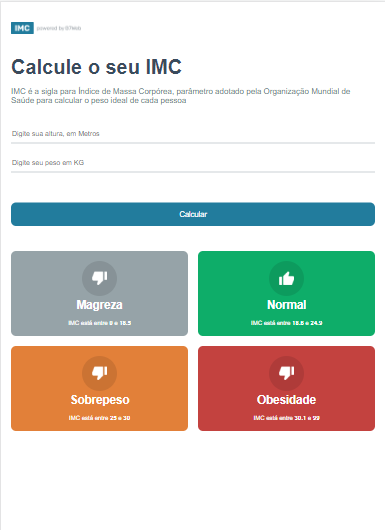 IMC powered by B7Web
Calcule o seu IMC
IMC é a sigla para Índice de Massa Corpórea, parâmetro adotado pela Organização Mundial de
Saúde para calcular o peso ideal de cada pessoa
Digite sua altura, em Metros
Digite seu peso em KG
Calcular
Magreza
IMC está entre 0 e 18.5
Normal
IMC está entre 18.6 e 24.9
Sobrepeso
IMC está entre 25 e 30
Obesidade
IMC está entre 30.1 e 99